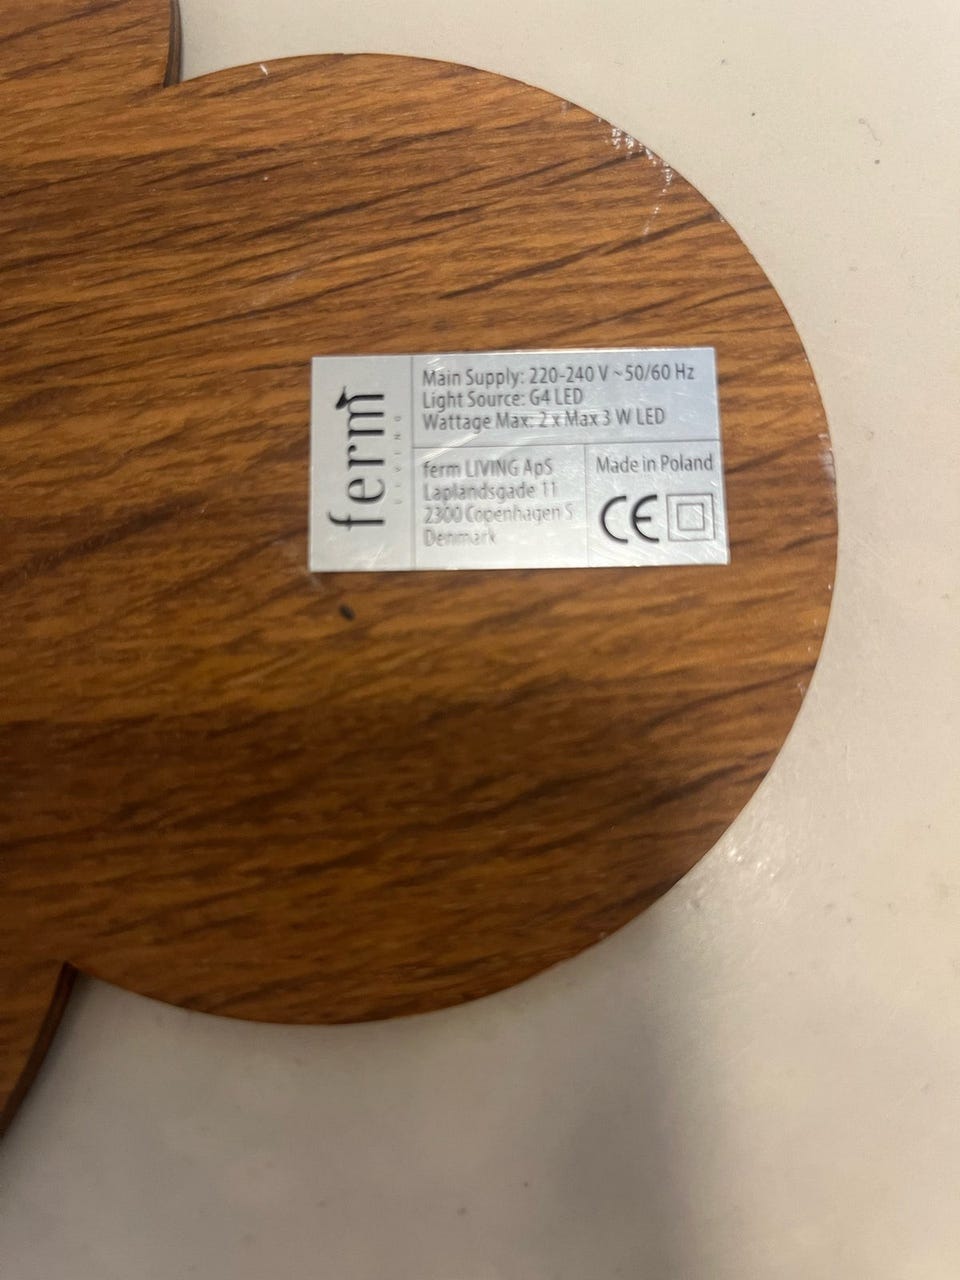 ferm
LIVING
Main Supply: 220-240 V ~ 50/60 Hz
Light Source: G4 LED
Wattage Max: 2 x Max 3 W LED
ferm LIVING ApS
Laplandsgade 11
2300 Copenhagen S
Denmark
Made in Poland
CE